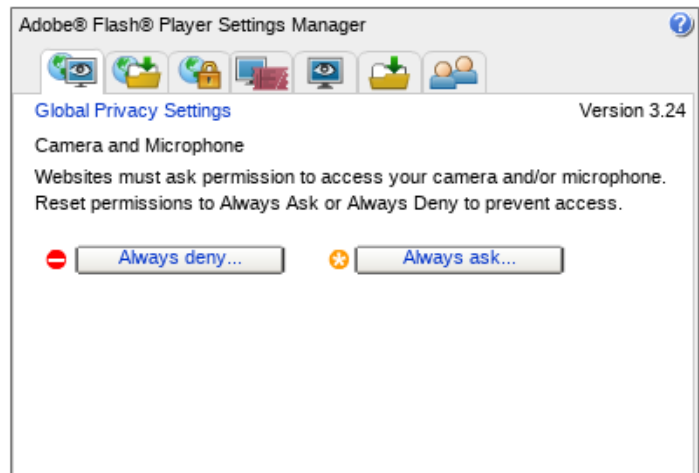 Adobe® Flash® Player Settings Manager
?
Global Privacy Settings
Version 3.24
Camera and Microphone
Websites must ask permission to access your camera and/or microphone.
Reset permissions to Always Ask or Always Deny to prevent access.
Always deny...
Always ask...